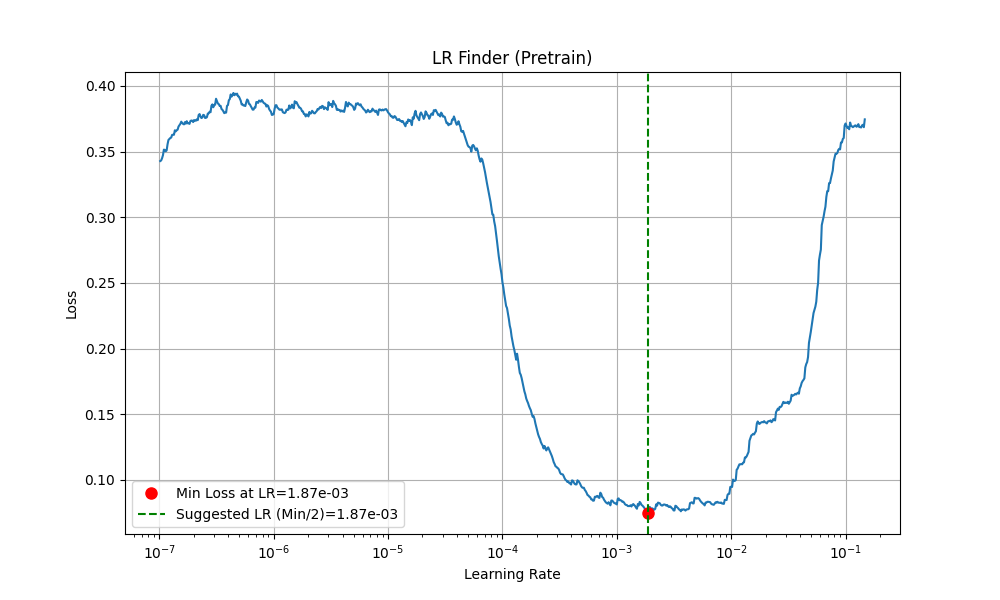 LR Finder (Pretrain)
0.40
0.35
0.30
0.25
0.20
0.15
0.10
Loss
Min Loss at LR=1.87e-03
Suggested LR (Min/2)=1.87e-03
10⁻⁷ 10⁻⁶ 10⁻⁵ 10⁻⁴ 10⁻³ 10⁻² 10⁻¹
Learning Rate